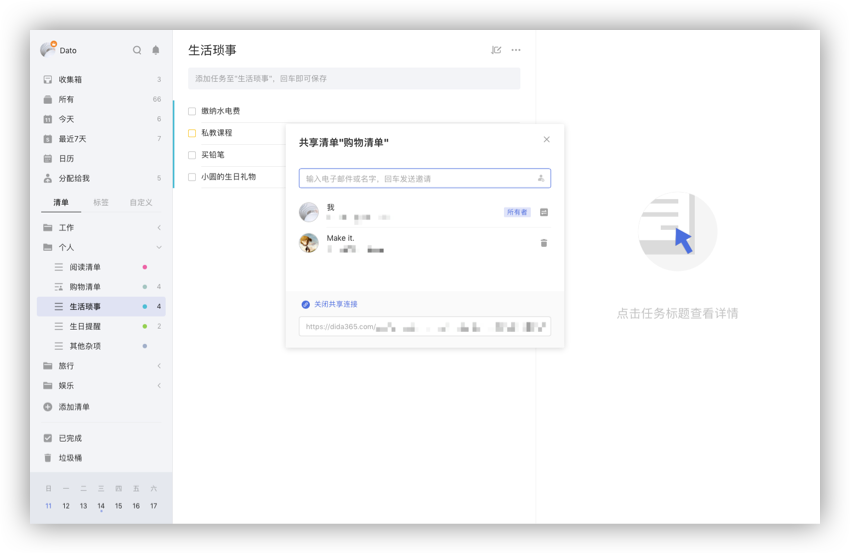 Dato
收集箱 3
所有 66
今天 6
最近7天 7
日历
分配给我 5
清单 标签 自定义
工作
个人
阅读清单
购物清单 4
生活琐事 4
生日提醒 2
其他杂项
旅行
娱乐
添加清单
已完成
垃圾桶
日 一 二 三 四 五 六
11 12 13 14 15 16 17
生活琐事
添加任务至"生活琐事"，回车即可保存
缴纳水电费
私教课程
买铅笔
小圆的生日礼物
共享清单"购物清单"
输入电子邮件或名字，回车发送邀请
我
所有者
Make it.
关闭共享连接
https://dida365.com/
点击任务标题查看详情